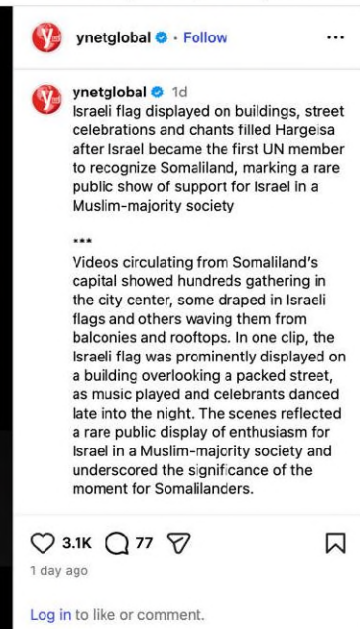 ynetglobal • Follow
ynetglobal 1d
Israeli flag displayed on buildings, street
celebrations and chants filled Hargeisa
after Israel became the first UN member
to recognize Somaliland, marking a rare
public show of support for Israel in a
Muslim-majority society
***
Videos circulating from Somaliland's
capital showed hundreds gathering in
the city center, some draped in Israeli
flags and others waving them from
balconies and rooftops. In one clip, the
Israeli flag was prominently displayed on
a building overlooking a packed street,
as music played and celebrants danced
late into the night. The scenes reflected
a rare public display of enthusiasm for
Israel in a Muslim-majority society and
underscored the significance of the
moment for Somalilanders.
3.1K 77
1 day ago
Log in to like or comment.